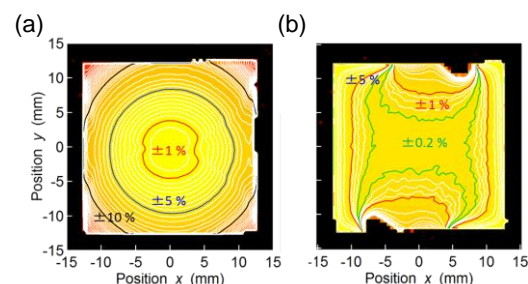 (a)
(b)
15
10
5
0
-5
-10
-15
Position y (mm)
±1 %
±5 %
±10 %
-15 -10 -5 0 5 10 15
Position x (mm)
±5 %
±1 %
±0.2 %
-15 -10 -5 0 5 10 15
Position x (mm)